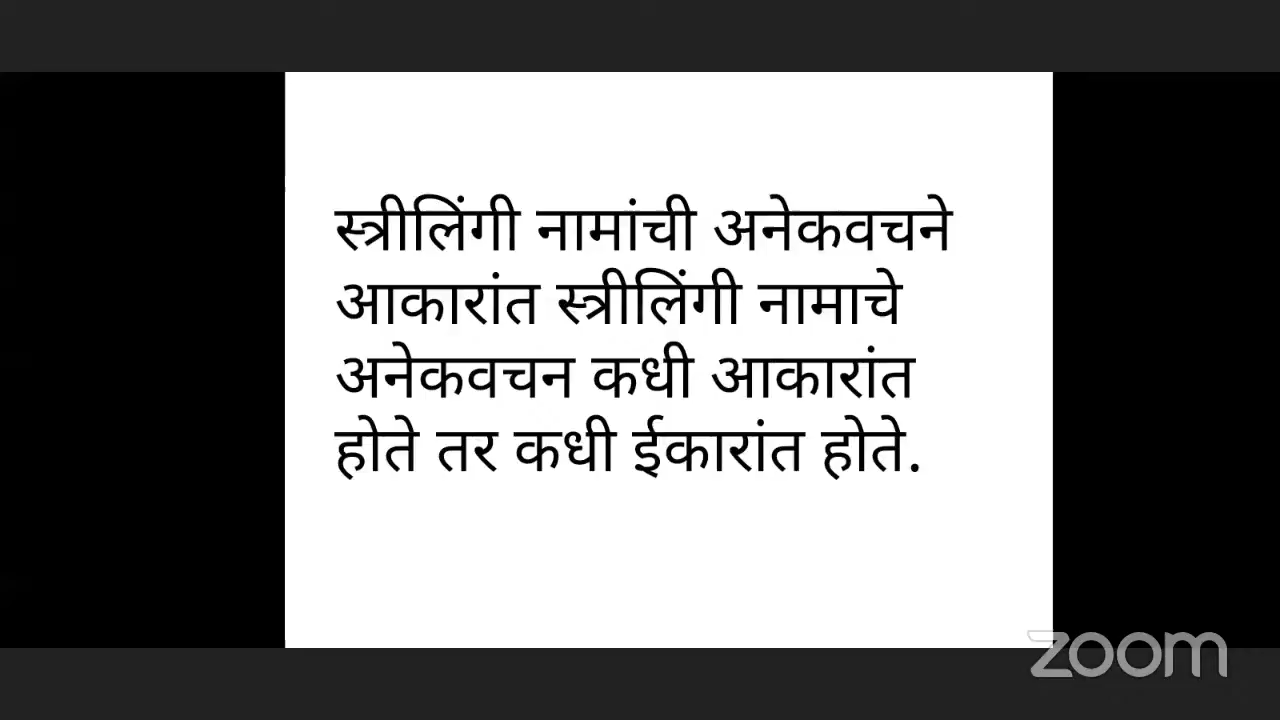 स्त्रीलिंगी नामांची अनेकवचने
आकारांत स्त्रीलिंगी नामाचे
अनेकवचन कधी आकारांत
होते तर कधी ईकारांत होते.
zoom